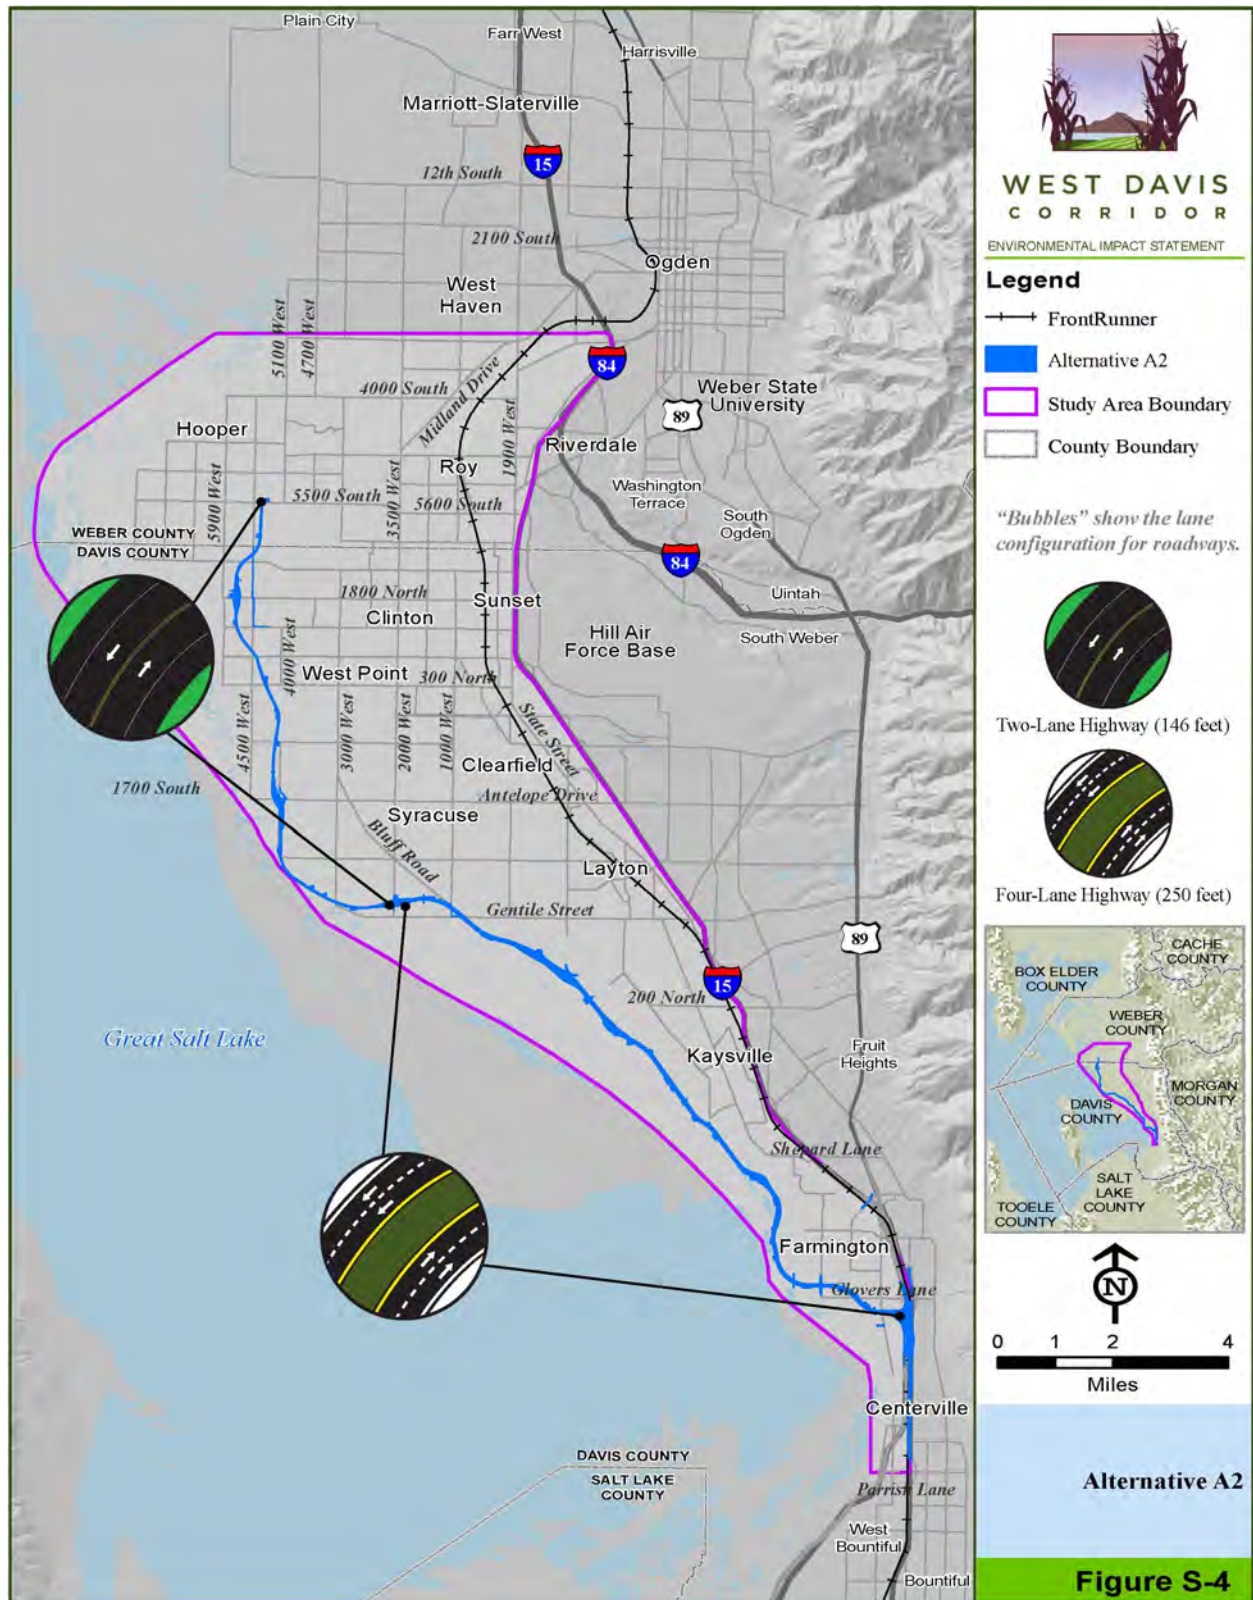 Plain City
Farr West
Harrisville
Marriott-Slaterville
15
12th South
2100 South
Ogden
West
Haven
5100 West
4700 West
84
Midland Drive
4000 South
Weber State
University
89
Hooper
1900 West
Riverdale
Roy
Washington
Terrace
5900 West
5500 South
3500 West
5600 South
South
Ogden
WEBER COUNTY
DAVIS COUNTY
84
1800 North
Sunset
Uintah
Clinton
Hill Air
Force Base
South Weber
4000 West
West Point
300 North
4500 West
3000 West
2000 West
1000 West
State Street
Clearfield
1700 South
Antelope Drive
Syracuse
Bluff Road
Layton
Gentile Street
89
15
200 North
Great Salt Lake
Kaysville
Fruit
Heights
Shepard Lane
Farmington
Glovers Lane
Centerville
DAVIS COUNTY
SALT LAKE
COUNTY
Parrish Lane
West
Bountiful
Bountiful
WEST DAVIS
CORRIDOR
ENVIRONMENTAL IMPACT STATEMENT
Legend
FrontRunner
Alternative A2
Study Area Boundary
County Boundary
“Bubbles” show the lane
configuration for roadways.
Two-Lane Highway (146 feet)
Four-Lane Highway (250 feet)
CACHE
COUNTY
BOX ELDER
COUNTY
WEBER
COUNTY
MORGAN
COUNTY
DAVIS
COUNTY
SALT
LAKE
COUNTY
TOOELE
COUNTY
N
0 1 2 4
Miles
Alternative A2
Figure S-4